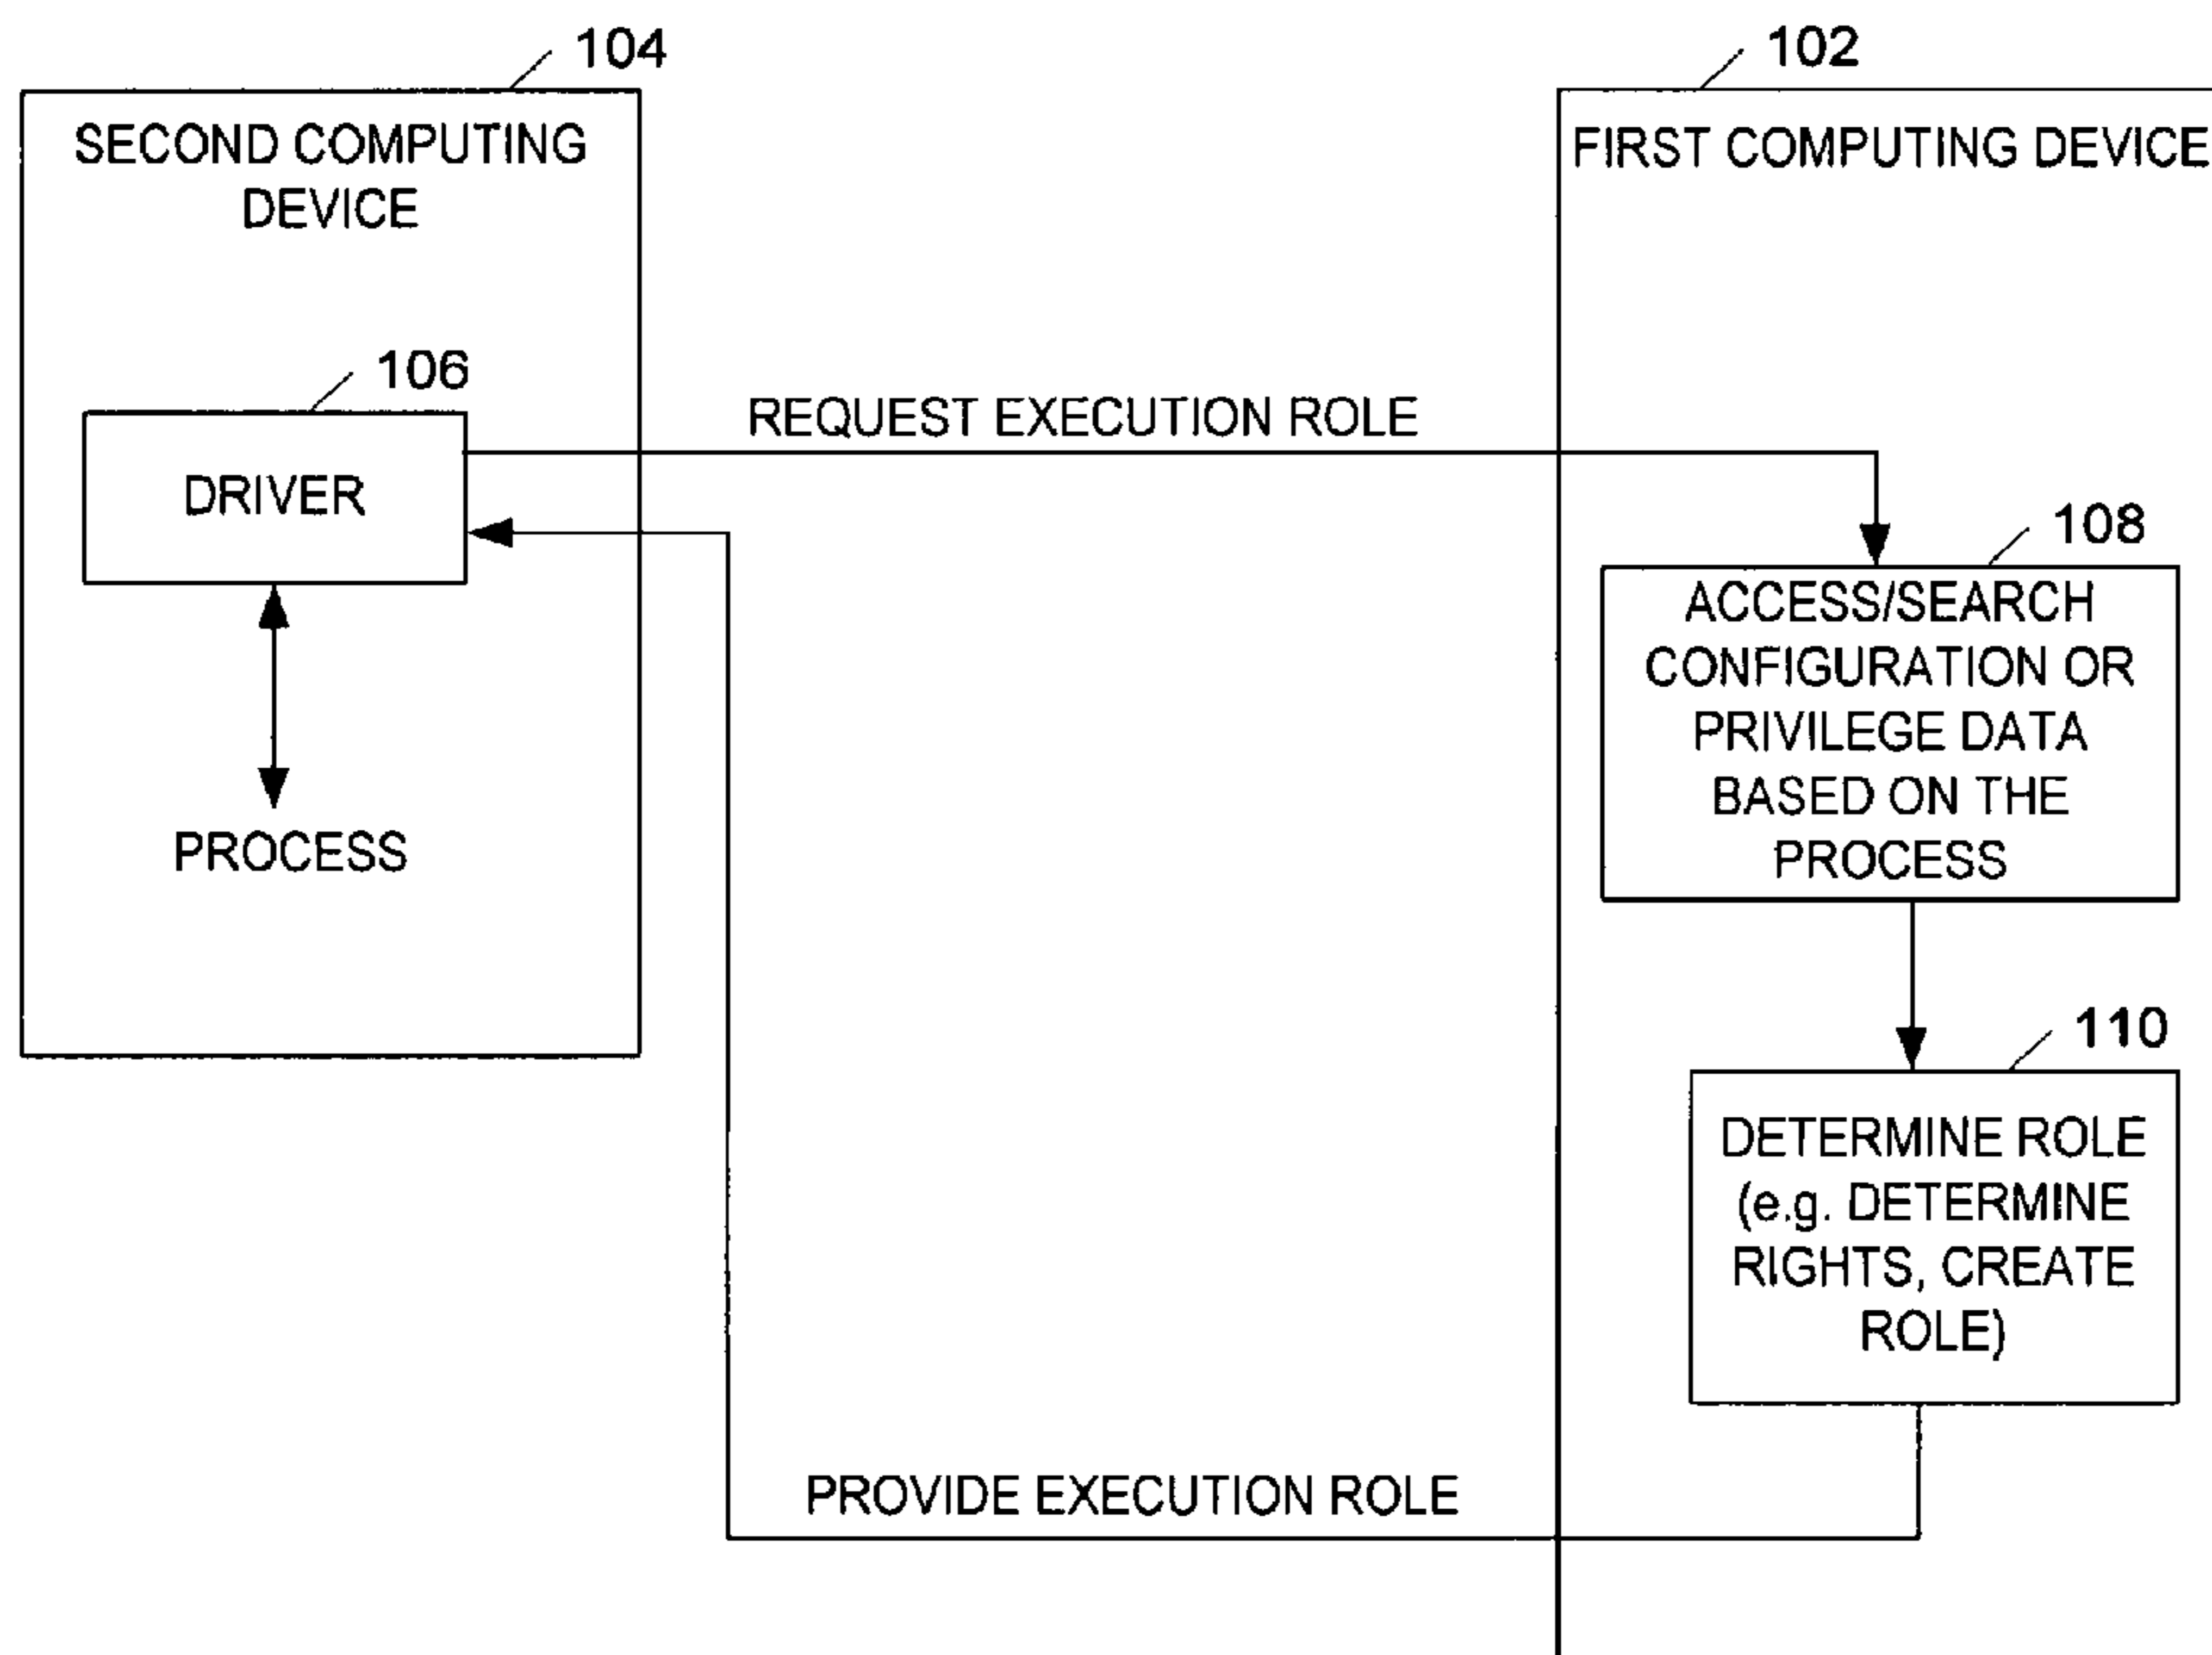 104
SECOND COMPUTING
DEVICE
106
DRIVER
PROCESS
REQUEST EXECUTION ROLE
PROVIDE EXECUTION ROLE
102
FIRST COMPUTING DEVICE
108
ACCESS/SEARCH
CONFIGURATION OR
PRIVILEGE DATA
BASED ON THE
PROCESS
110
DETERMINE ROLE
(e.g. DETERMINE
RIGHTS, CREATE
ROLE)